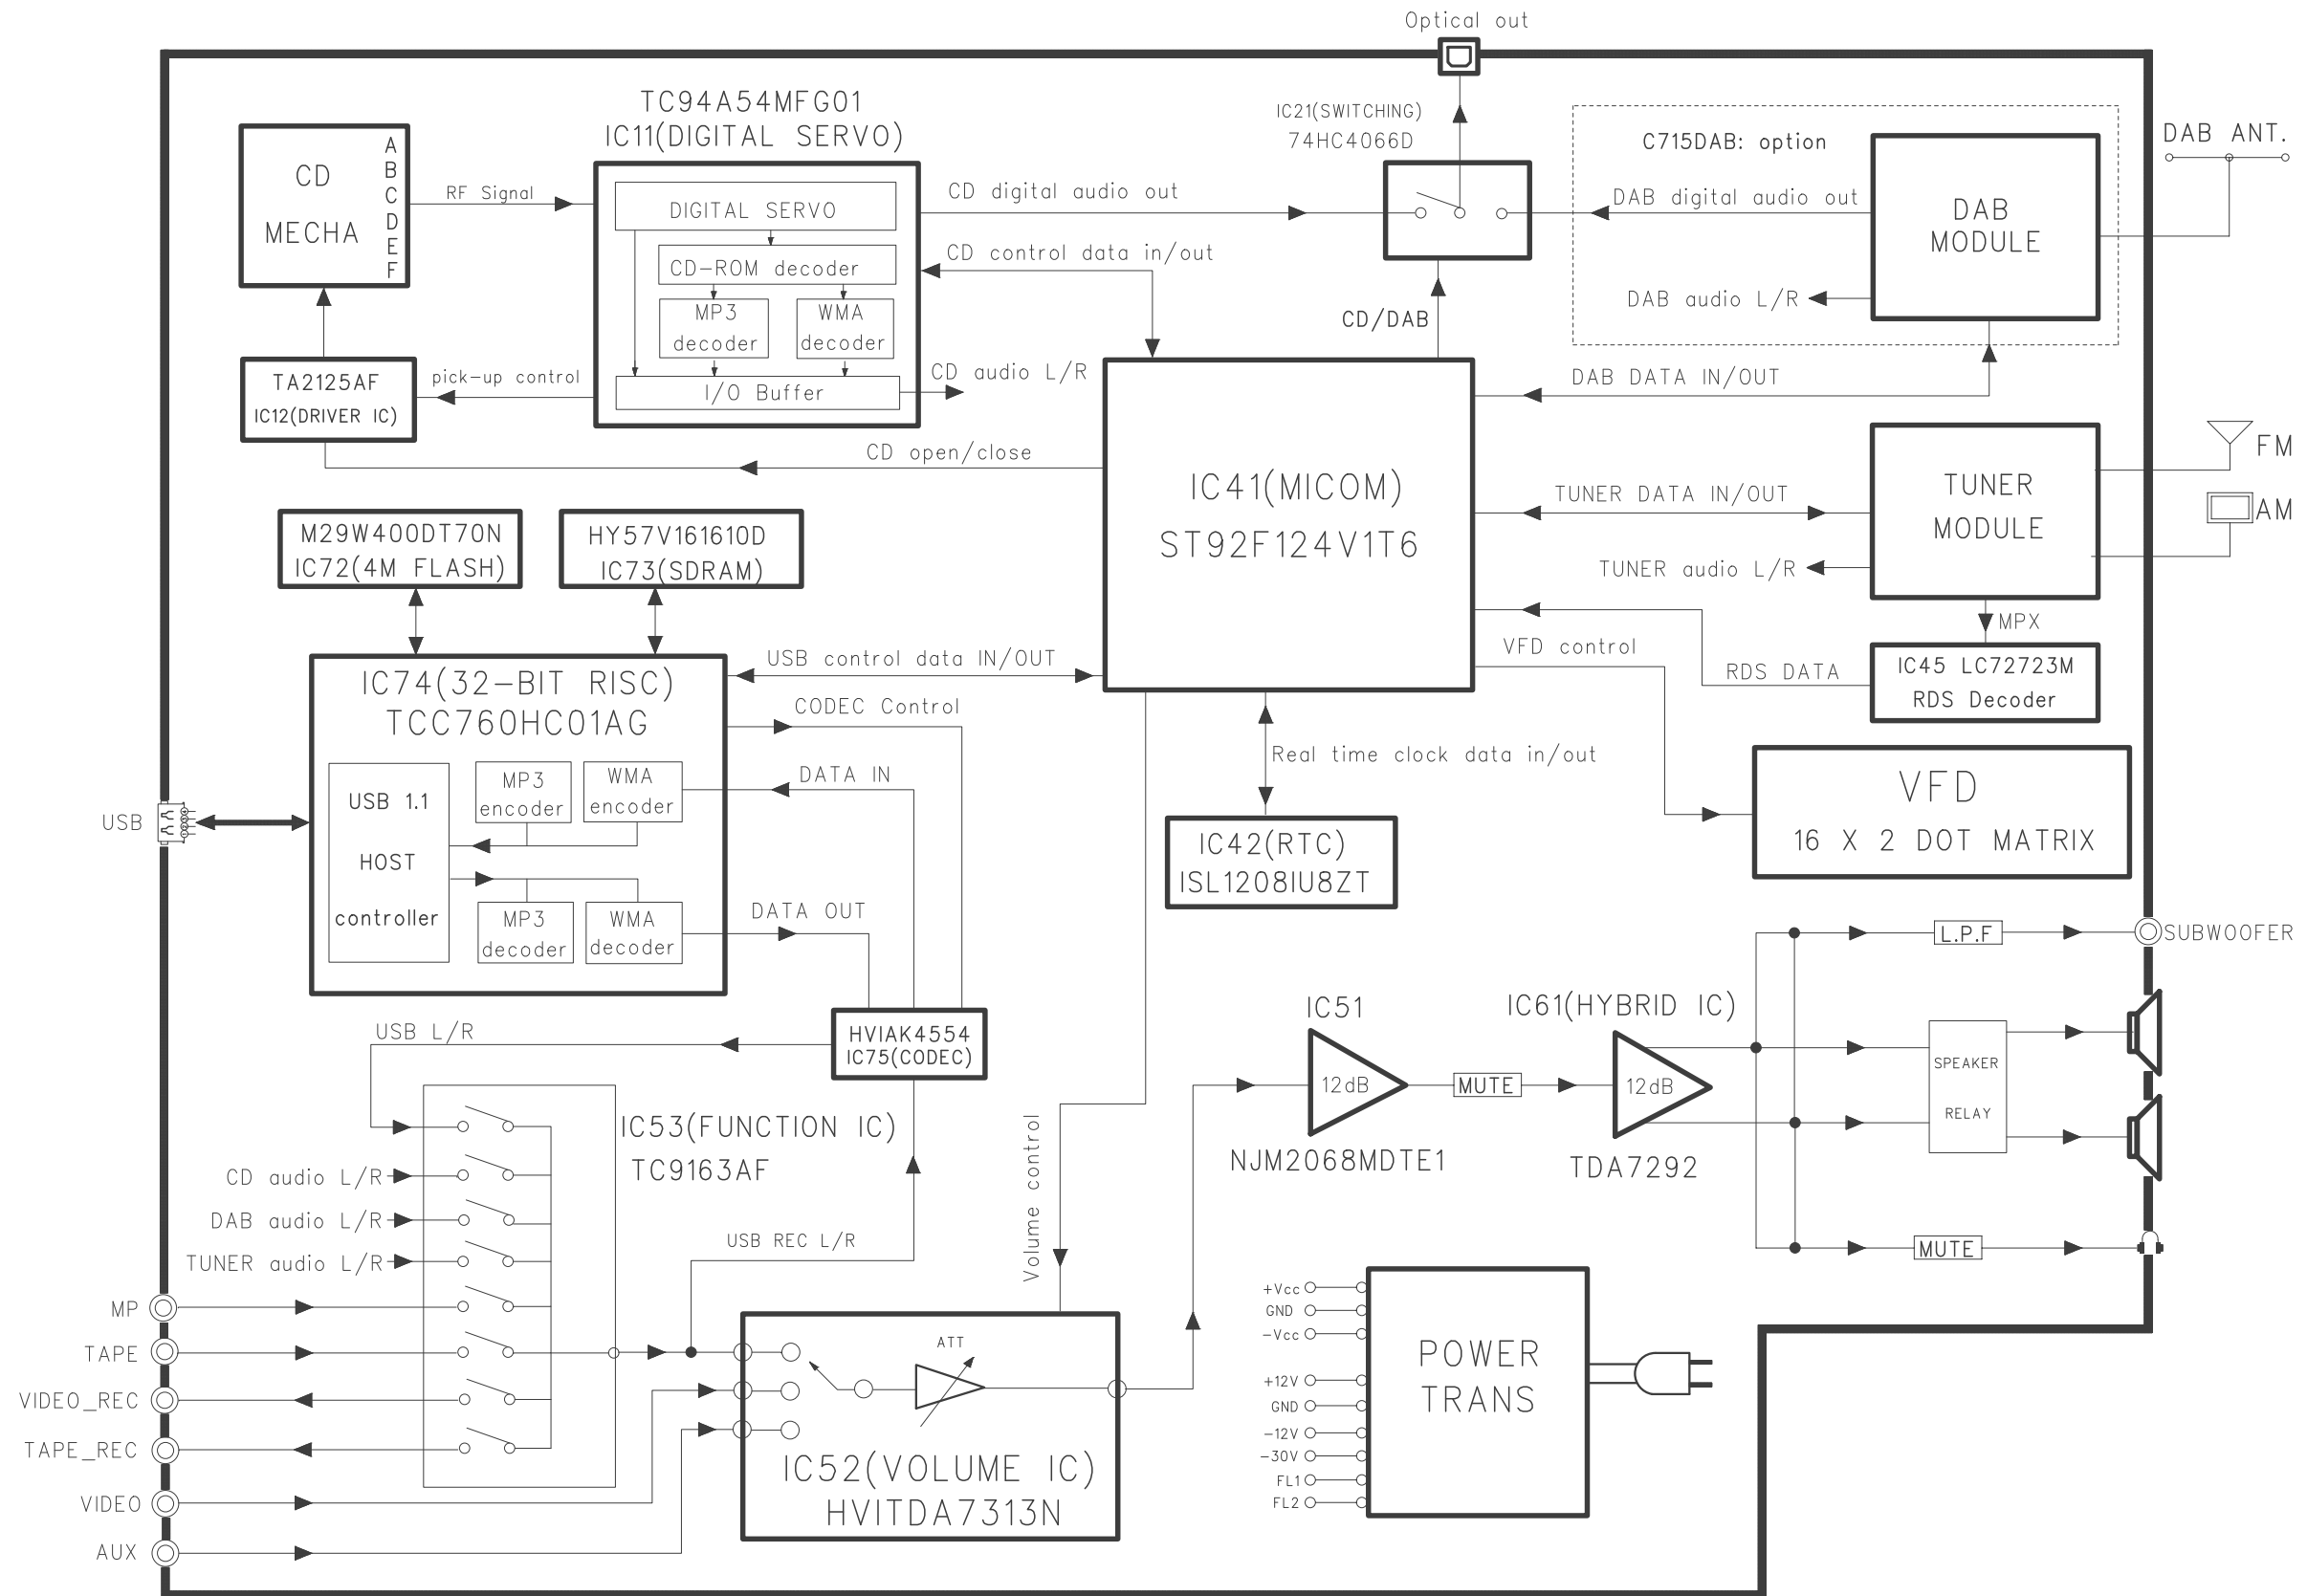 Optical out
TC94A54MFG01
IC11(DIGITAL SERVO)
IC21(SWITCHING)
74HC4066D
C715DAB: option
DAB ANT.
CD
MECHA
A
B
C
D
E
F
RF Signal
DIGITAL SERVO
CD-ROM decoder
MP3
decoder
WMA
decoder
I/O Buffer
CD digital audio out
CD control data in/out
CD audio L/R
CD/DAB
DAB digital audio out
DAB
MODULE
DAB audio L/R
DAB DATA IN/OUT
TA2125AF
IC12(DRIVER IC)
pick-up control
CD open/close
IC41(MICOM)
ST92F124V1T6
TUNER DATA IN/OUT
TUNER
MODULE
FM
AM
TUNER audio L/R
MPX
M29W400DT70N
IC72(4M FLASH)
HY57V161610D
IC73(SDRAM)
VFD control
RDS DATA
IC45 LC72723M
RDS Decoder
IC74(32-BIT RISC)
TCC760HC01AG
USB control data IN/OUT
CODEC Control
DATA IN
DATA OUT
USB 1.1
HOST
controller
MP3
encoder
WMA
encoder
MP3
decoder
WMA
decoder
USB
Real time clock data in/out
IC42(RTC)
ISL1208IU8ZT
VFD
16 X 2 DOT MATRIX
L.P.F
SUBWOOFER
USB L/R
HVIAK4554
IC75(CODEC)
IC51
12dB
NJM2068MDTE1
MUTE
IC61(HYBRID IC)
12dB
TDA7292
SPEAKER
RELAY
MUTE
IC53(FUNCTION IC)
TC9163AF
CD audio L/R
DAB audio L/R
TUNER audio L/R
USB REC L/R
Volume control
MP
TAPE
VIDEO_REC
TAPE_REC
VIDEO
AUX
ATT
IC52(VOLUME IC)
HVITDA7313N
+Vcc
GND
-Vcc
+12V
GND
-12V
-30V
FL1
FL2
POWER
TRANS